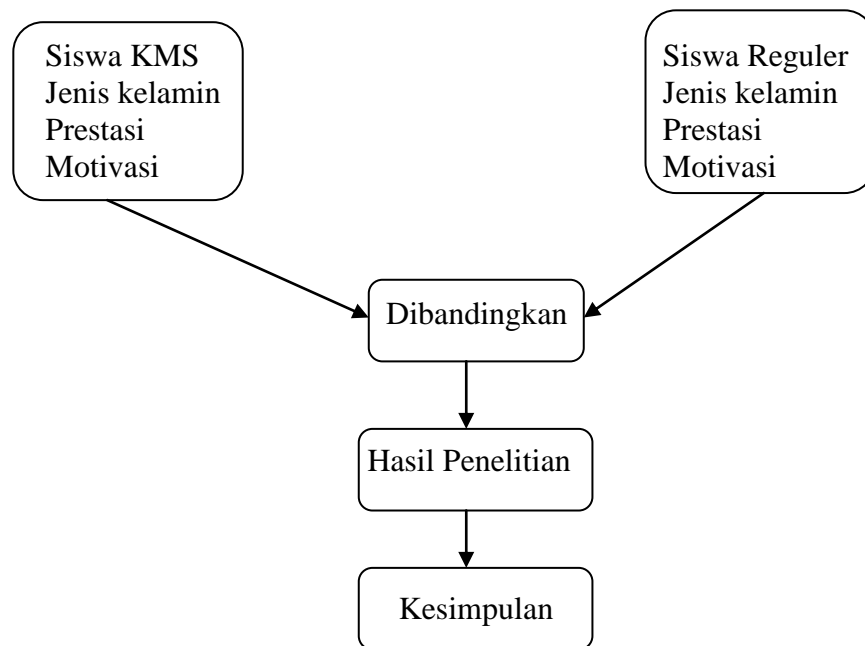 Siswa KMS
Jenis kelamin
Prestasi
Motivasi
Siswa Reguler
Jenis kelamin
Prestasi
Motivasi
Dibandingkan
Hasil Penelitian
Kesimpulan